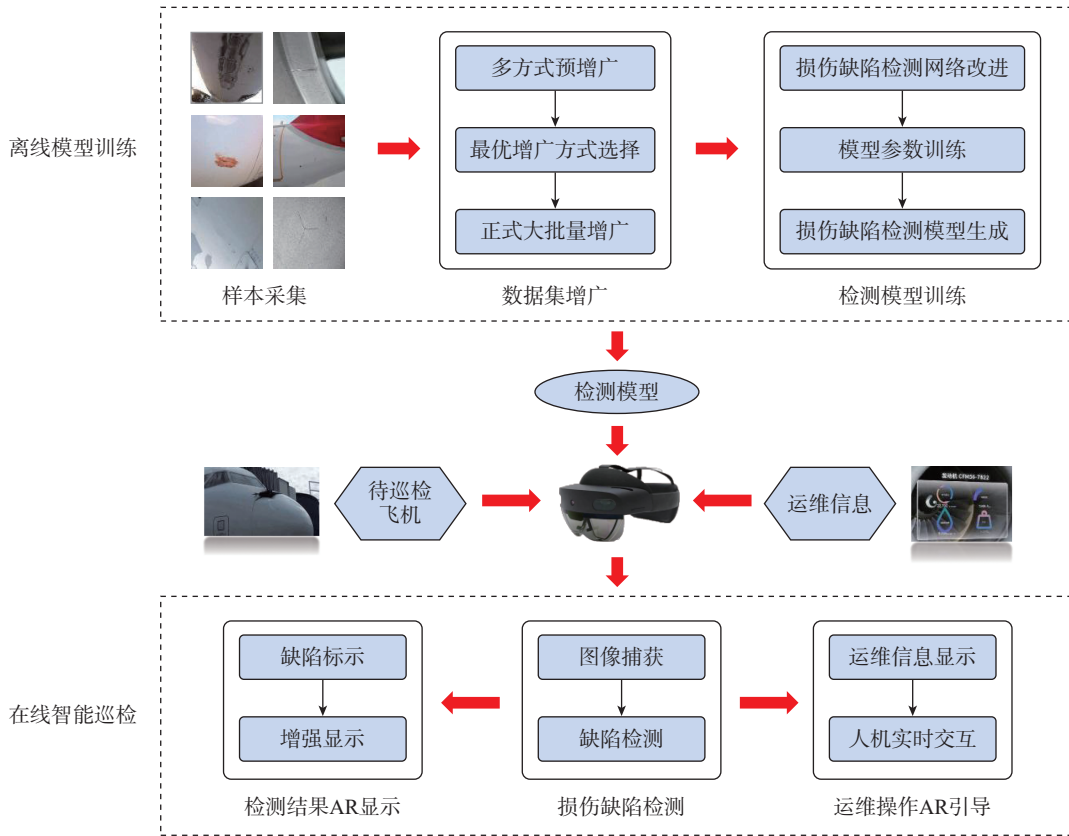 离线模型训练
样本采集
多方式预增广
最优增广方式选择
正式大批量增广
数据集增广
损伤缺陷检测网络改进
模型参数训练
损伤缺陷检测模型生成
检测模型训练
检测模型
待巡检
飞机
运维信息
在线智能巡检
缺陷标示
增强显示
检测结果AR显示
图像捕获
缺陷检测
损伤缺陷检测
运维信息显示
人机实时交互
运维操作AR引导